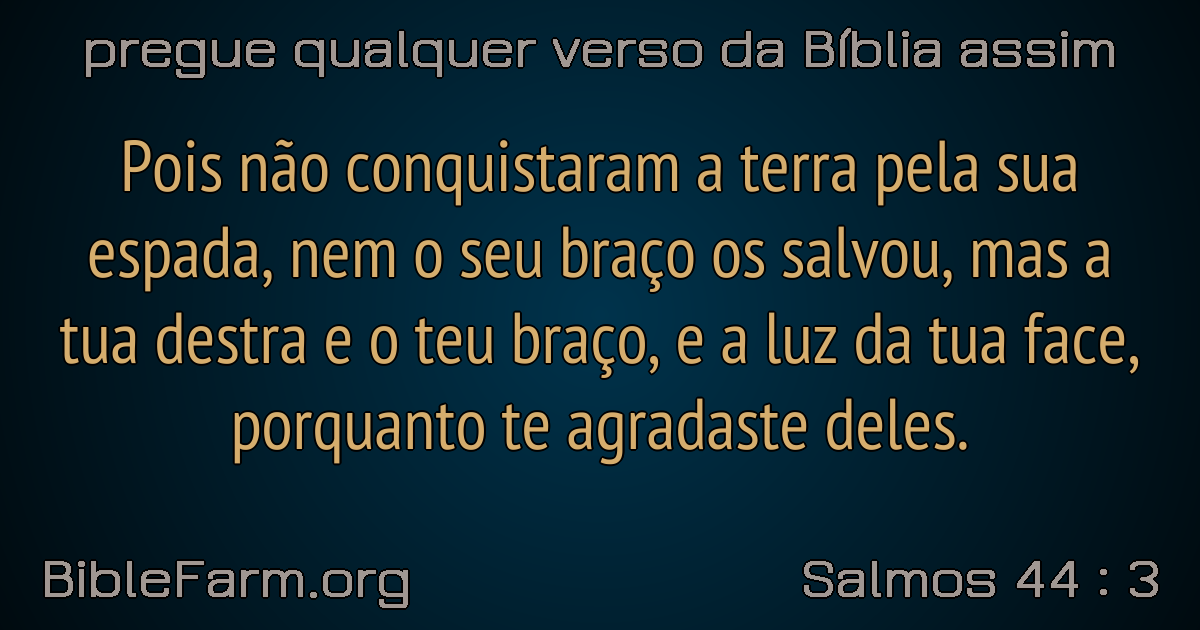 pregue qualquer verso da Bíblia assim
Pois não conquistaram a terra pela sua
espada, nem o seu braço os salvou, mas a
tua destra e o teu braço, e a luz da tua face,
porquanto te agradaste deles.
BibleFarm.org
Salmos 44 : 3